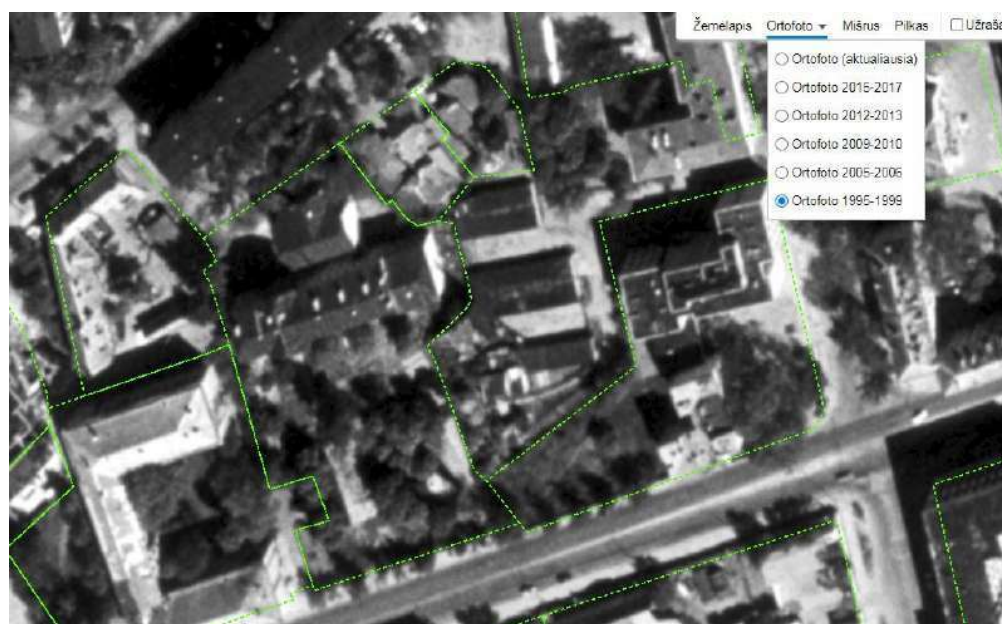 Žemėlapis Ortofoto Mišrus Pilkas Užraša
Ortofoto (aktualiausia)
Ortofoto 2015-2017
Ortofoto 2012-2013
Ortofoto 2009-2010
Ortofoto 2005-2006
Ortofoto 1995-1999